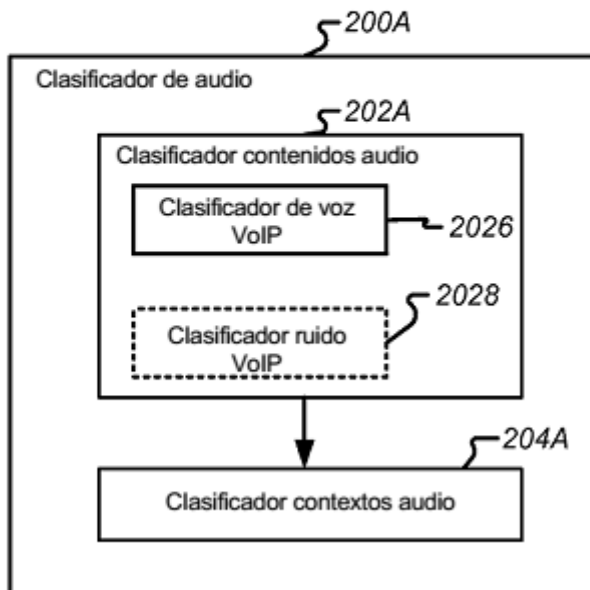 200A
Clasificador de audio
202A
Clasificador contenidos audio
Clasificador de voz
VoIP
2026
2028
Clasificador ruido
VoIP
204A
Clasificador contextos audio